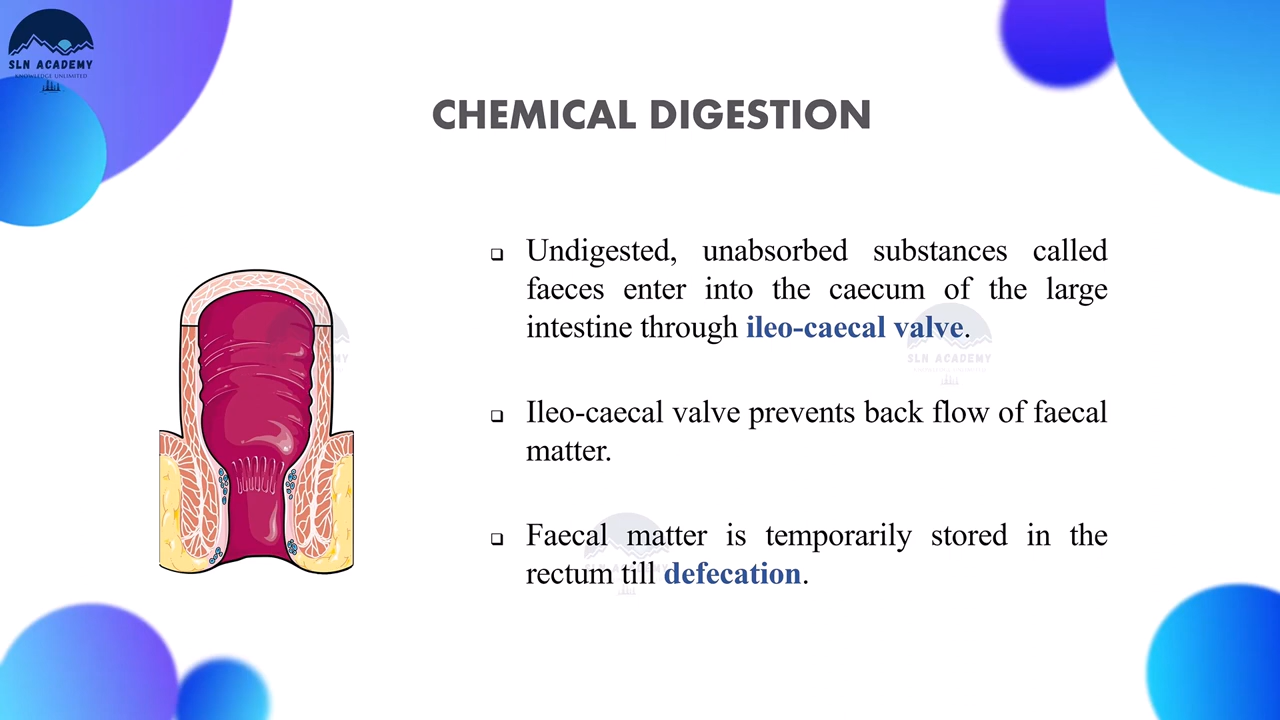 SLN ACADEMY
KNOWLEDGE UNLIMITED
CHEMICAL DIGESTION
❑ Undigested, unabsorbed substances called
faeces enter into the caecum of the large
intestine through ileo-caecal valve.
❑ Ileo-caecal valve prevents back flow of faecal
matter.
❑ Faecal matter is temporarily stored in the
rectum till defecation.
SLN ACADEMY